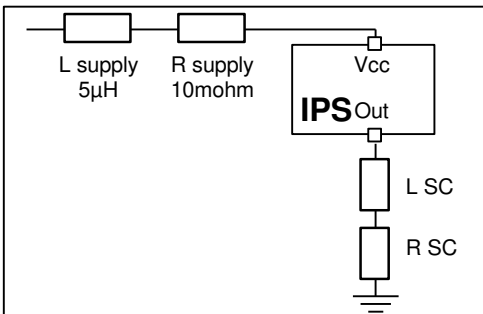 L supply
5µH
R supply
10mohm
Vcc
IPS Out
L SC
R SC